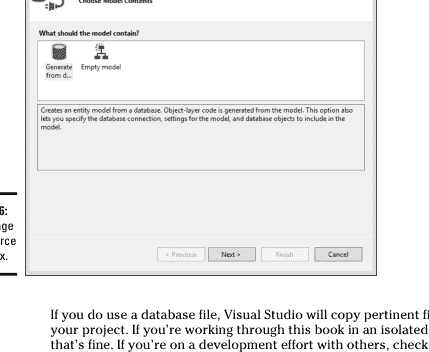 Choose Model Contents
What should the model contain?
Generate
from d...
Empty model
Creates an entity model from a database. Object-layer code is generated from the model. This option also
lets you specify the database connection, settings for the model, and database objects to include in the
model.
6:
ge
rce
x.
< Previous
Next >
Finish
Cancel
If you do use a database file, Visual Studio will copy pertinent fi
your project. If you're working through this book in an isolated
that's fine. If you're on a development effort with others, check